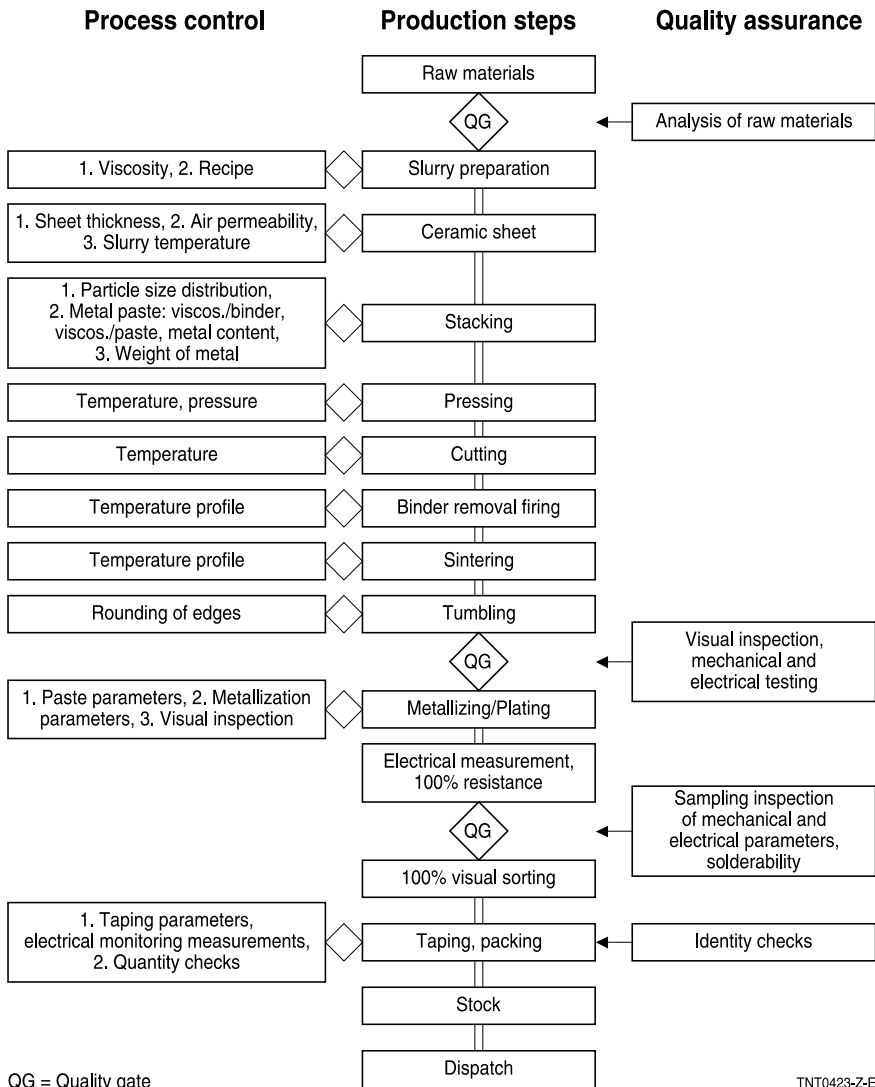 Process control
Production steps
Quality assurance
Raw materials
QG
Analysis of raw materials
1. Viscosity, 2. Recipe
Slurry preparation
1. Sheet thickness, 2. Air permeability,
3. Slurry temperature
Ceramic sheet
1. Particle size distribution,
2. Metal paste: viscos./binder,
viscos./paste, metal content,
3. Weight of metal
Stacking
Temperature, pressure
Pressing
Temperature
Cutting
Temperature profile
Binder removal firing
Temperature profile
Sintering
Rounding of edges
Tumbling
QG
Visual inspection,
mechanical and
electrical testing
1. Paste parameters, 2. Metallization
parameters, 3. Visual inspection
Metallizing/Plating
Electrical measurement,
100% resistance
QG
Sampling inspection
of mechanical and
electrical parameters,
solderability
100% visual sorting
1. Taping parameters,
electrical monitoring measurements,
2. Quantity checks
Taping, packing
Identity checks
Stock
Dispatch
QG = Quality gate
TNT0423-Z-E